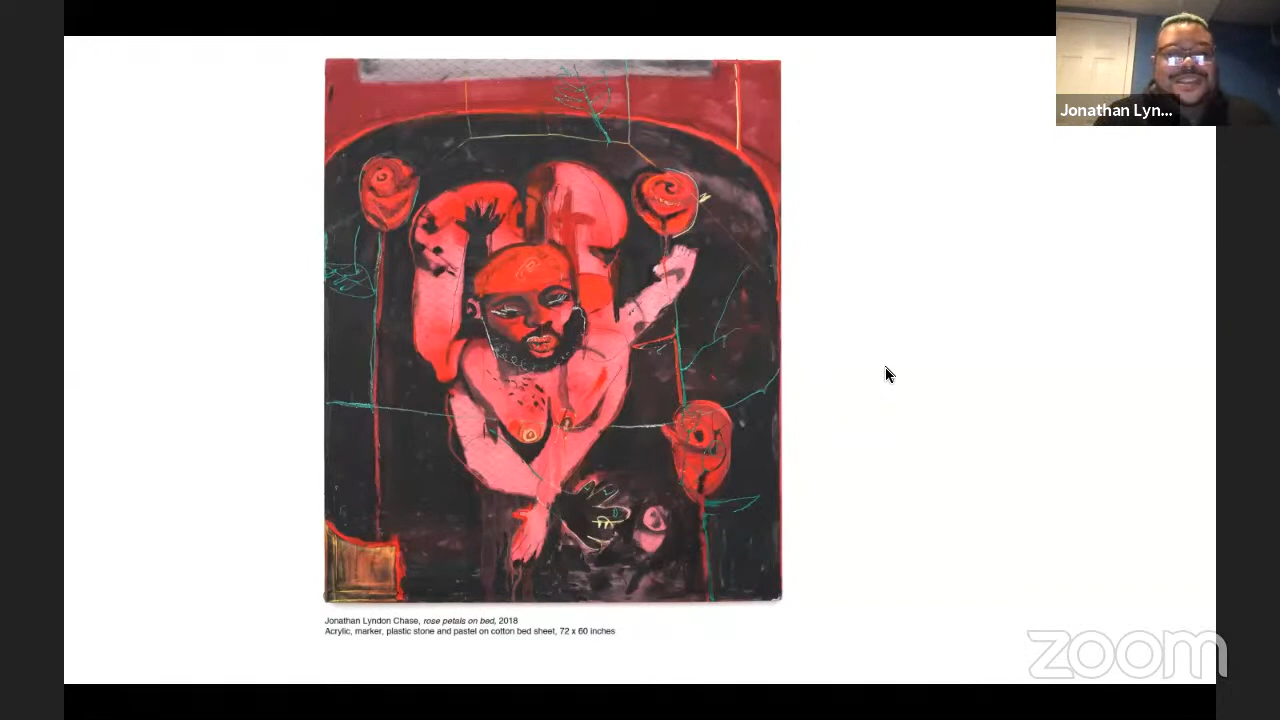 Jonathan Lyn...
Jonathan Lyndon Chase, rose petals on bed, 2018
Acrylic, marker, plastic stone and pastel on cotton bed sheet, 72 x 60 inches
zoom